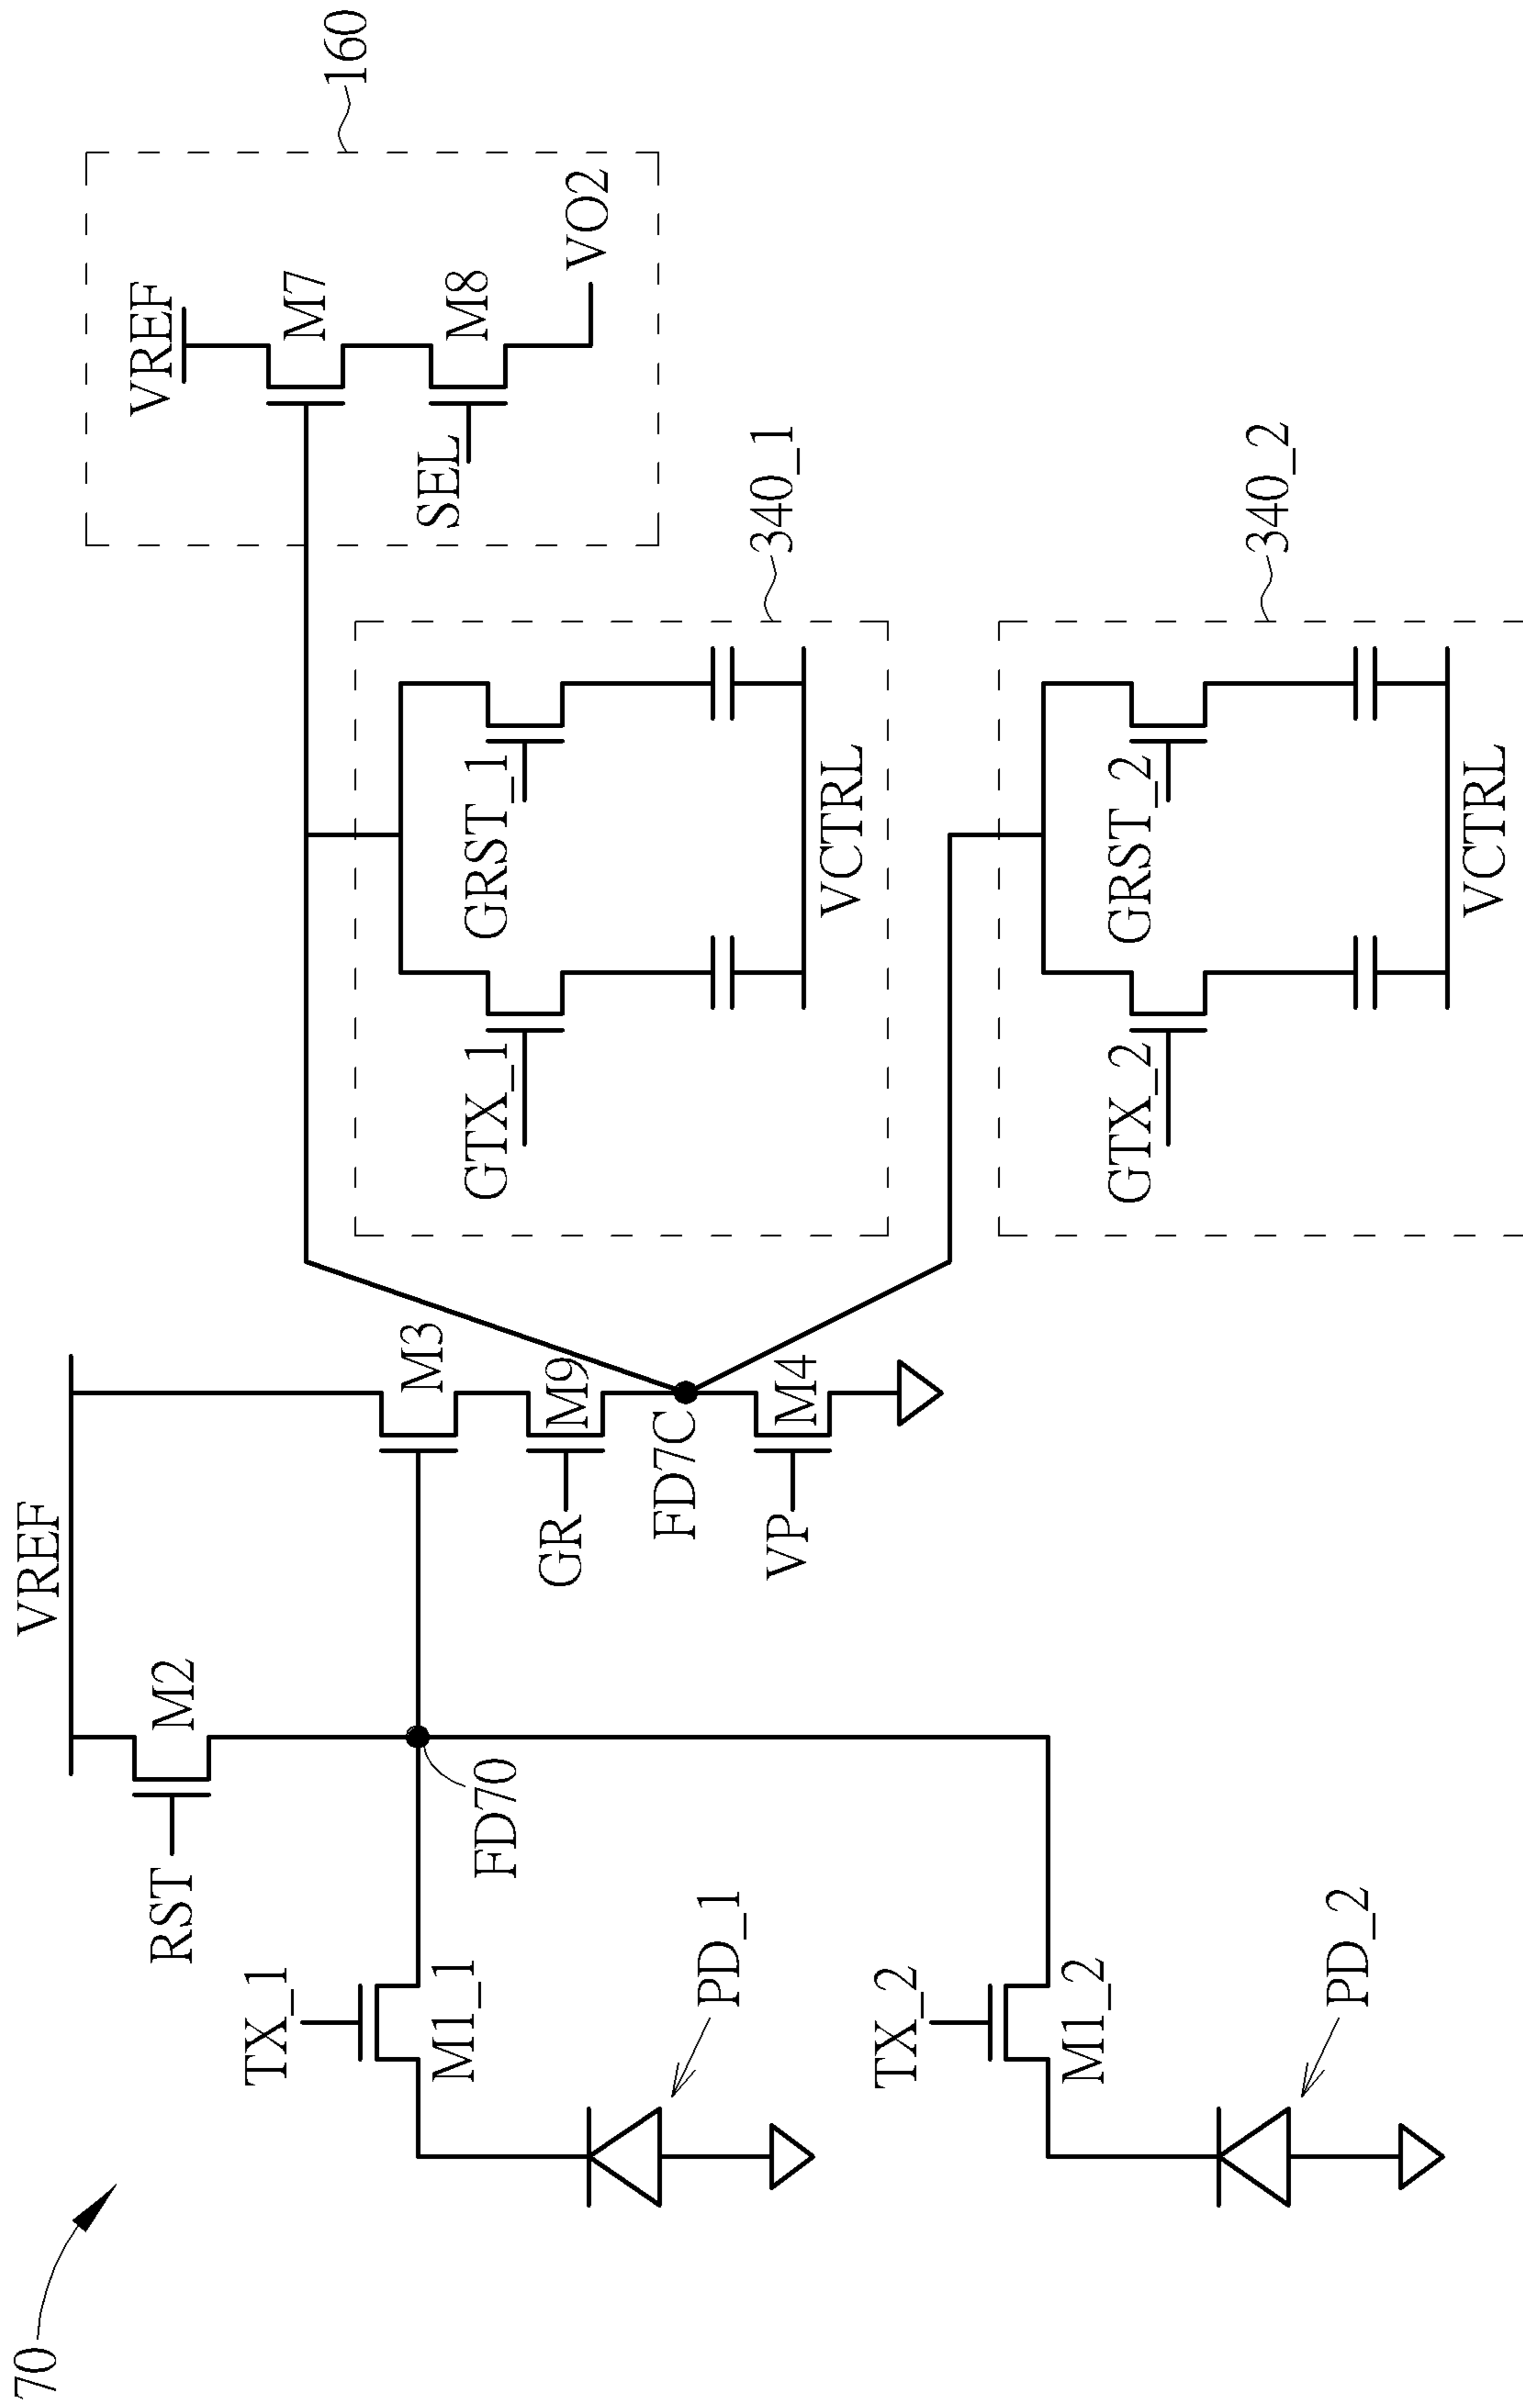 70
VREF
RST
M2
TX_1
M1_1
PD_1
FD70
TX_2
M1_2
PD_2
M3
GR
M9
FD7C
VP
M4
VREF
M7
SEL
M8
VO2
160
GTX_1
GRST_1
VCTRL
340_1
GTX_2
GRST_2
VCTRL
340_2